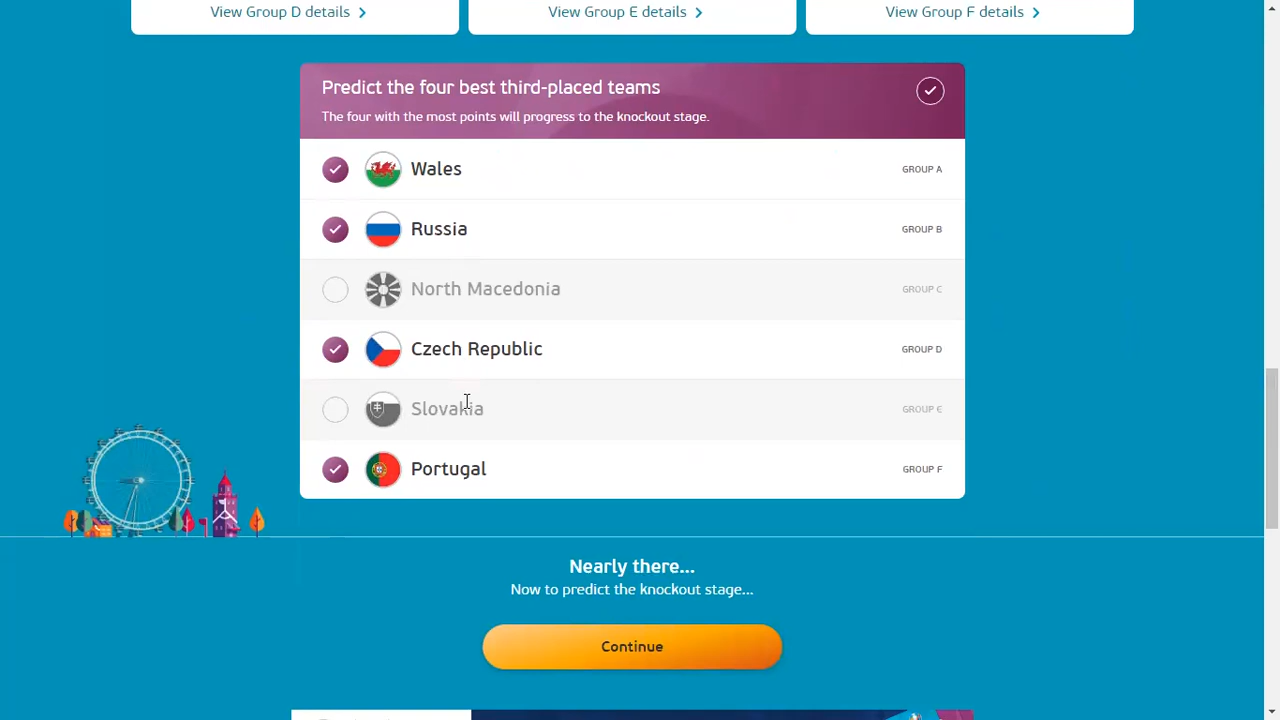 View Group D details
View Group E details
View Group F details
Predict the four best third-placed teams
The four with the most points will progress to the knockout stage.
Wales GROUP A
Russia GROUP B
North Macedonia GROUP C
Czech Republic GROUP D
Slovakia GROUP E
Portugal GROUP F
Nearly there...
Now to predict the knockout stage...
Continue